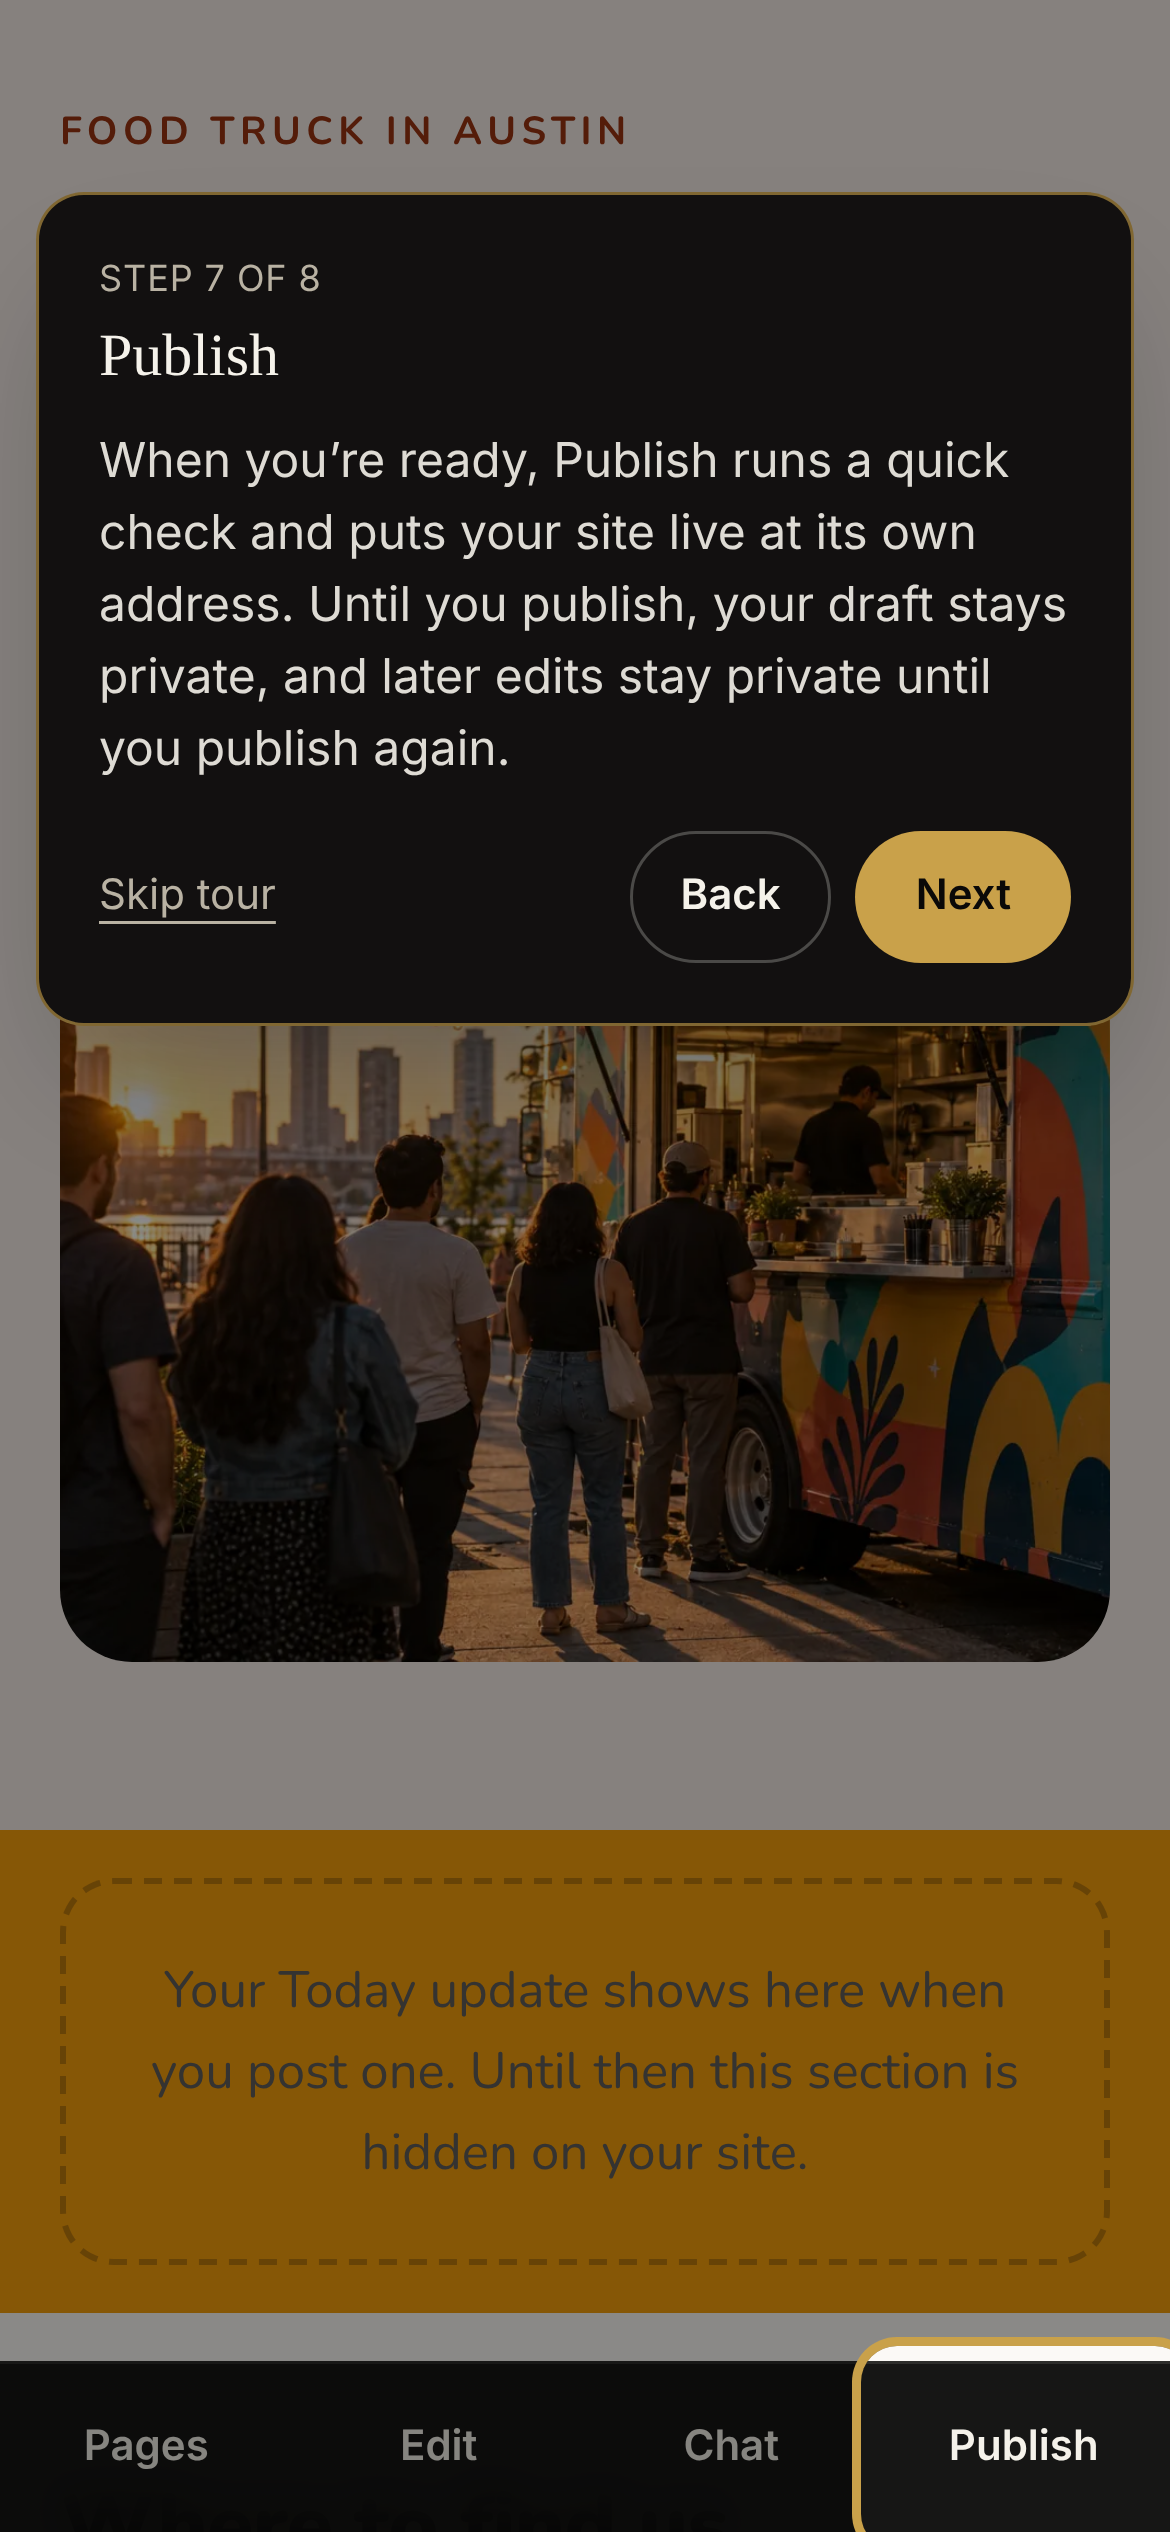 FOOD TRUCK IN AUSTIN
STEP 7 OF 8
Publish
When you’re ready, Publish runs a quick
check and puts your site live at its own
address. Until you publish, your draft stays
private, and later edits stay private until
you publish again.
Skip tour
Back
Next
Your Today update shows here when
you post one. Until then this section is
hidden on your site.
Pages
Edit
Chat
Publish